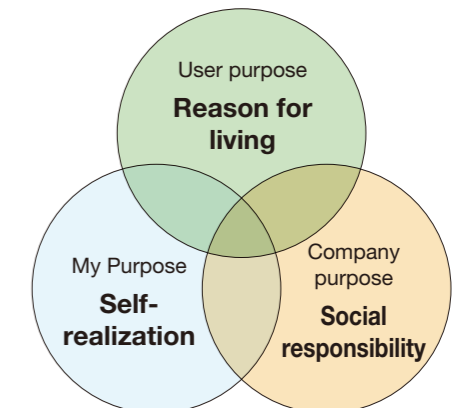 User purpose
Reason for
living
My Purpose
Self-
realization
Company
purpose
Social
responsibility